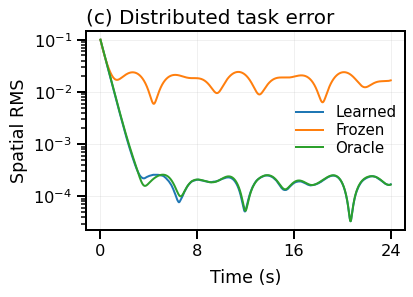 (c) Distributed task error
Spatial RMS
10⁻¹
10⁻²
10⁻³
10⁻⁴
Learned
Frozen
Oracle
0 8 16 24
Time (s)